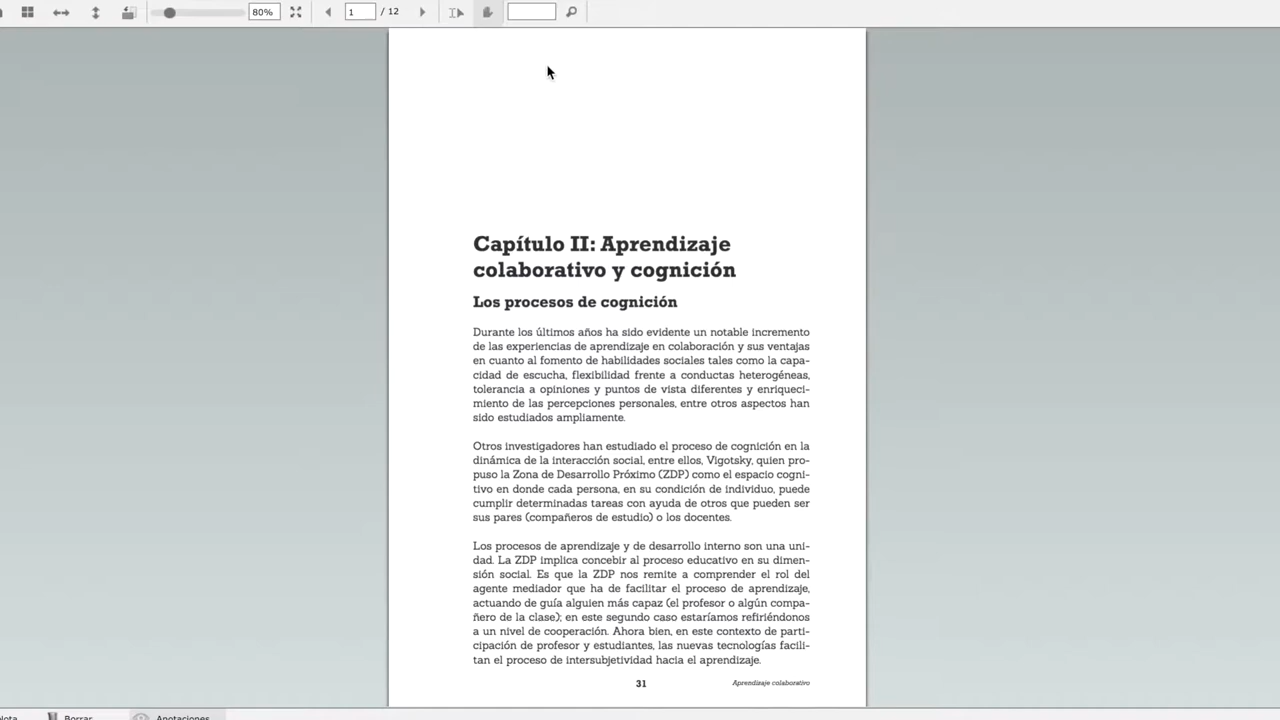 80%
1 / 12
Capítulo II: Aprendizaje
colaborativo y cognición
Los procesos de cognición
Durante los últimos años ha sido evidente un notable incremento
de las experiencias de aprendizaje en colaboración y sus ventajas
en cuanto al fomento de habilidades sociales tales como la capa-
cidad de escucha, flexibilidad frente a conductas heterogéneas,
tolerancia a opiniones y puntos de vista diferentes y enriqueci-
miento de las percepciones personales, entre otros aspectos han
sido estudiados ampliamente.
Otros investigadores han estudiado el proceso de cognición en la
dinámica de la interacción social, entre ellos, Vigotsky, quien pro-
puso la Zona de Desarrollo Próximo (ZDP) como el espacio cogni-
tivo en donde cada persona, en su condición de individuo, puede
cumplir determinadas tareas con ayuda de otros que pueden ser
sus pares (compañeros de estudio) o los docentes.
Los procesos de aprendizaje y de desarrollo interno son una uni-
dad. La ZDP implica concebir al proceso educativo en su dimen-
sión social. Es que la ZDP nos remite a comprender el rol del
agente mediador que ha de facilitar el proceso de aprendizaje,
actuando de guía alguien más capaz (el profesor o algún compa-
ñero de la clase); en este segundo caso estaríamos refiriéndonos
a un nivel de cooperación. Ahora bien, en este contexto de parti-
cipación de profesor y estudiantes, las nuevas tecnologías facili-
tan el proceso de intersubjetividad hacia el aprendizaje.
31 Aprendizaje colaborativo
Borrar Anotaciones